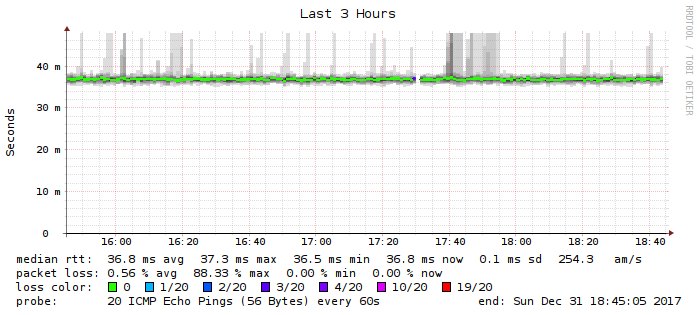 Last 3 Hours
RRDTOOL / TOBI OETIKER
Seconds
40 m
30 m
20 m
10 m
0
16:00 16:20 16:40 17:00 17:20 17:40 18:00 18:20 18:40
median rtt: 36.8 ms avg 37.3 ms max 36.5 ms min 36.8 ms now 0.1 ms sd 254.3 am/s
packet loss: 0.56 % avg 88.33 % max 0.00 % min 0.00 % now
loss color: 0 1/20 2/20 3/20 4/20 10/20 19/20
probe: 20 ICMP Echo Pings (56 Bytes) every 60s end: Sun Dec 31 18:45:05 2017